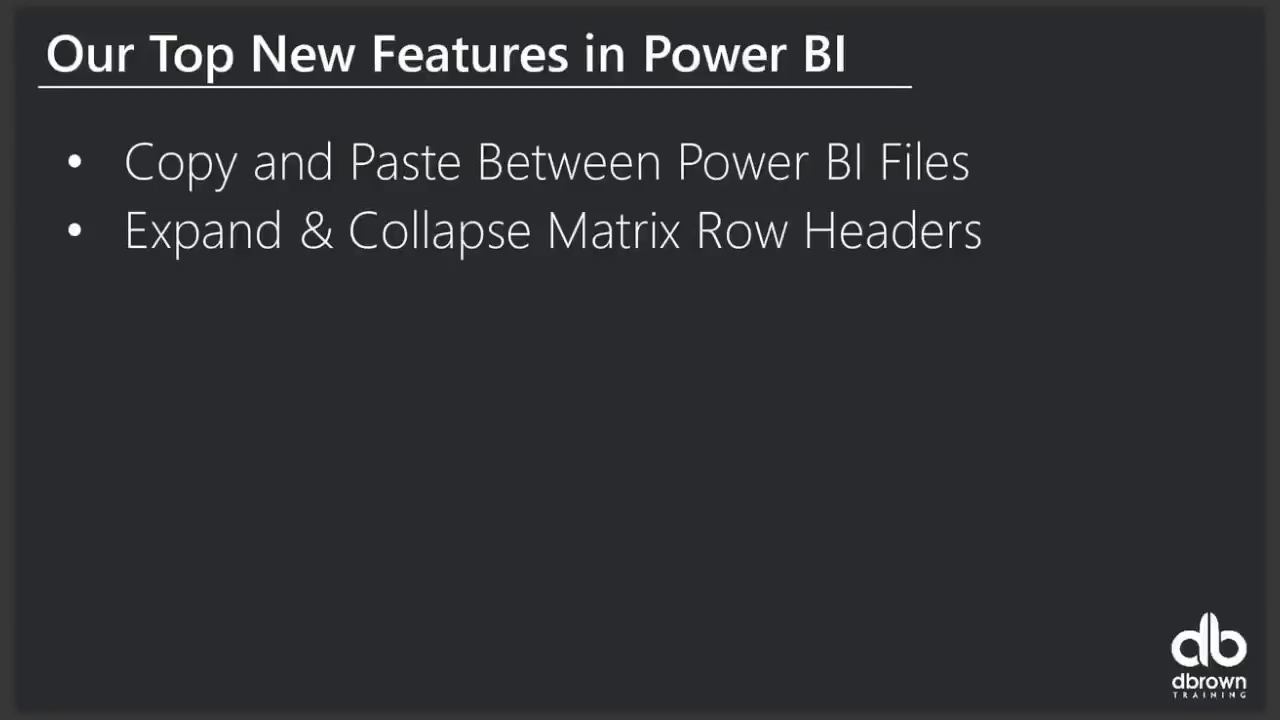 Our Top New Features in Power BI
• Copy and Paste Between Power BI Files
• Expand & Collapse Matrix Row Headers
db
dbrown
TRAINING